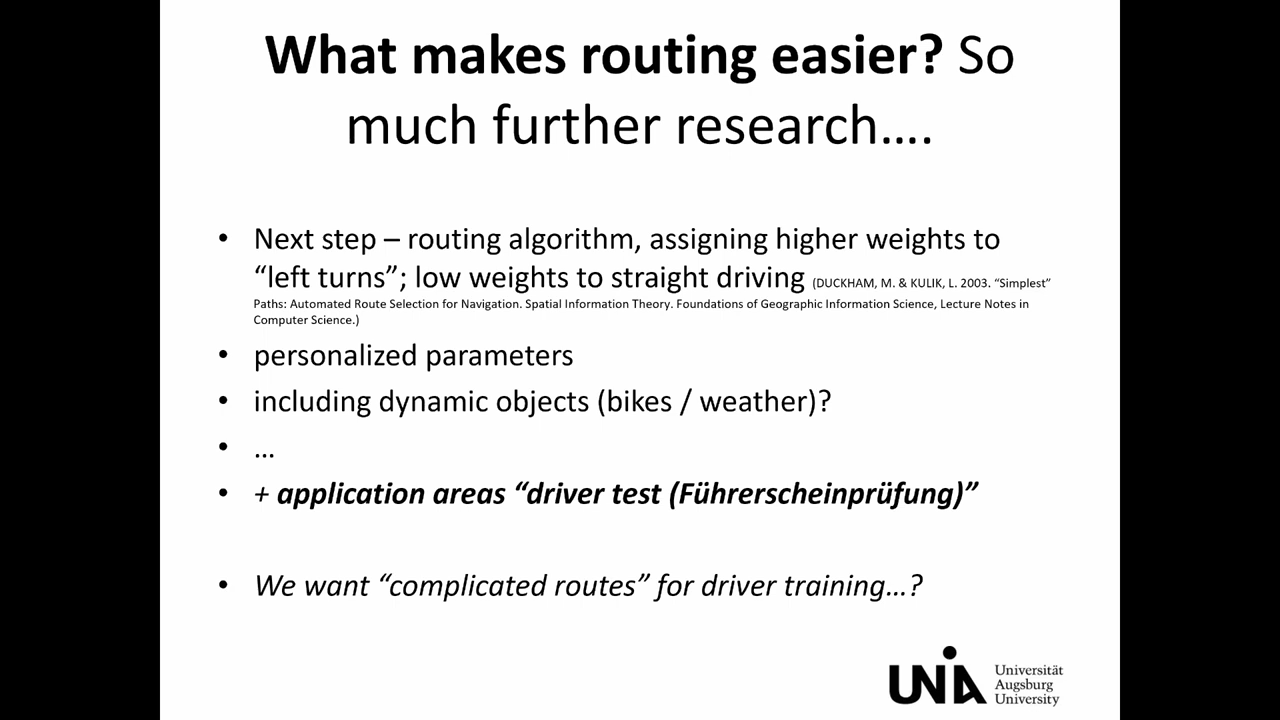 What makes routing easier? So
much further research....
• Next step – routing algorithm, assigning higher weights to
“left turns”; low weights to straight driving (DUCKHAM, M. & KULIK, L. 2003. “Simplest”
Paths: Automated Route Selection for Navigation. Spatial Information Theory. Foundations of Geographic Information Science, Lecture Notes in
Computer Science.)
• personalized parameters
• including dynamic objects (bikes / weather)?
• ...
• + application areas “driver test (Führerscheinprüfung)”
• We want “complicated routes” for driver training...?
UNIA
Universität
Augsburg
University